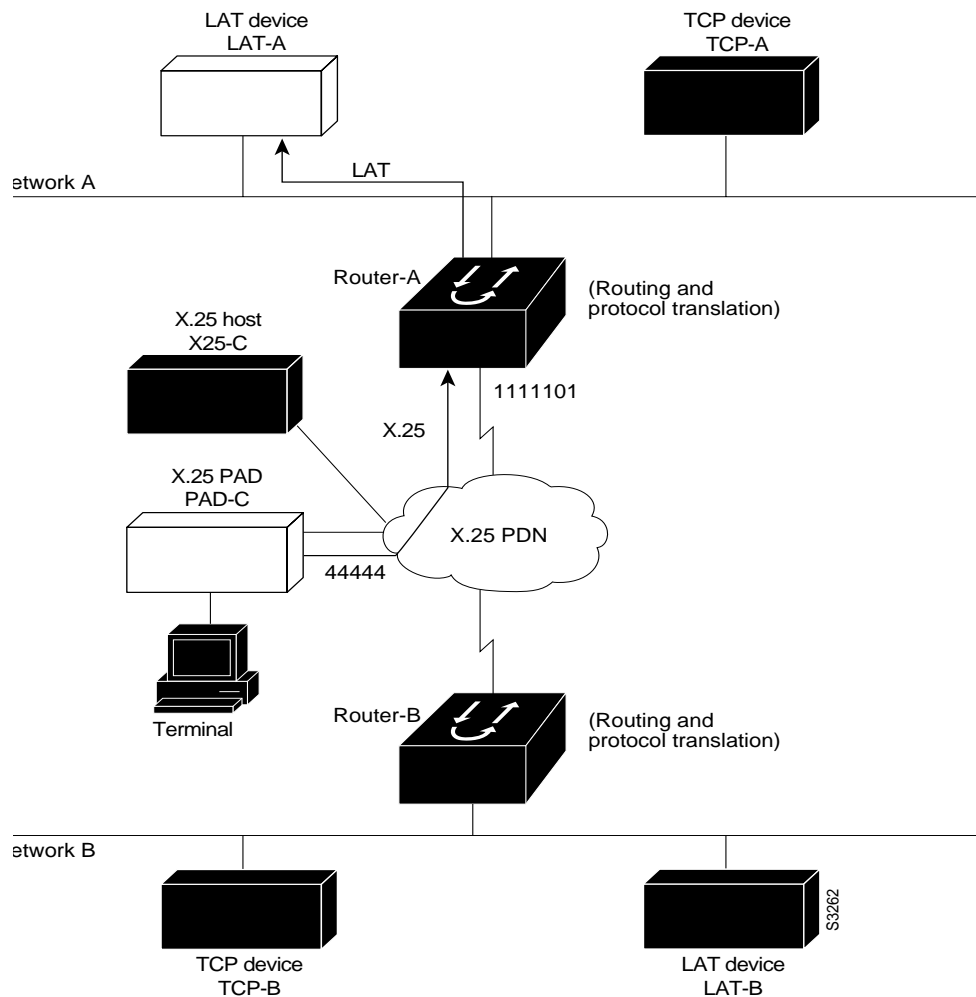 LAT device
LAT-A
TCP device
TCP-A
LAT
etwork A
Router-A
(Routing and
protocol translation)
X.25 host
X25-C
1111101
X.25
X.25 PAD
PAD-C
X.25 PDN
44444
Terminal
Router-B
(Routing and
protocol translation)
etwork B
S3262
TCP device
TCP-B
LAT device
LAT-B